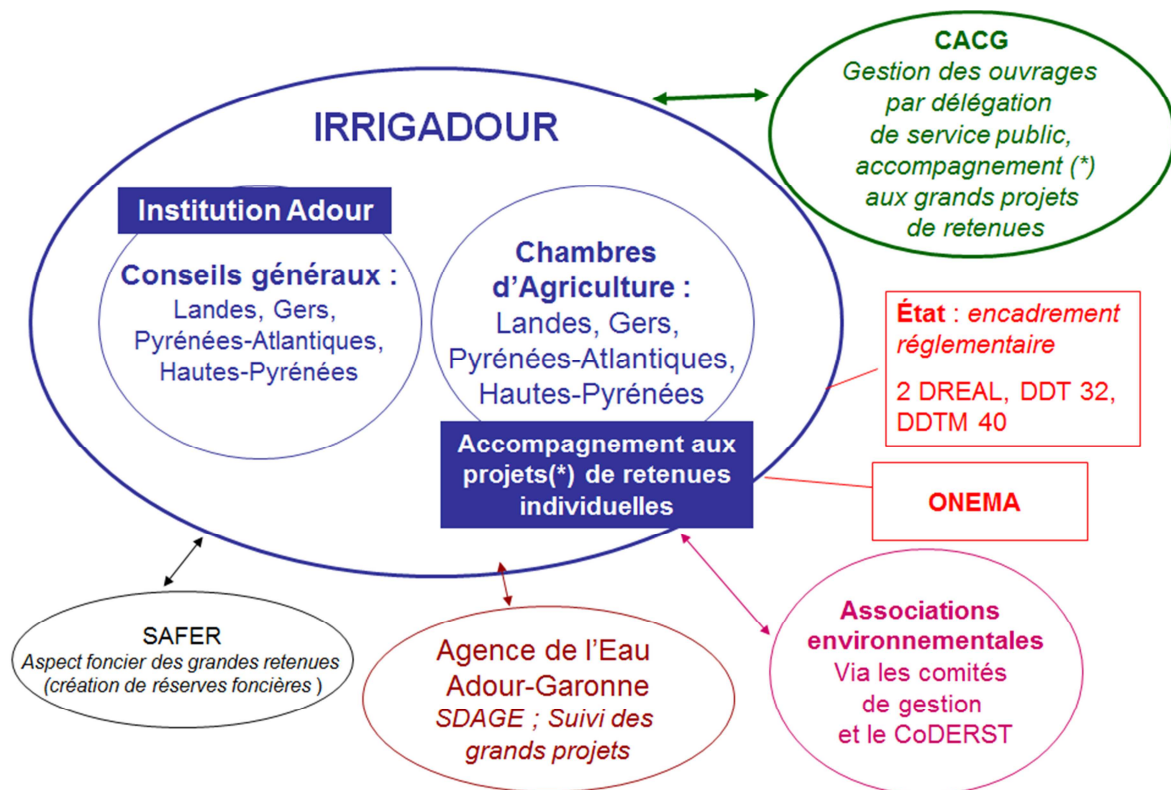 CACG
Gestion des ouvrages
par délégation
de service public,
accompagnement (*)
aux grands projets
de retenues
IRRIGADOUR
Institution Adour
Conseils généraux :
Landes, Gers,
Pyrénées-Atlantiques,
Hautes-Pyrénées
Chambres
d’Agriculture :
Landes, Gers,
Pyrénées-Atlantiques,
Hautes-Pyrénées
Accompagnement aux
projets(*) de retenues
individuelles
État : encadrement
réglementaire
2 DREAL, DDT 32,
DDTM 40
ONEMA
SAFER
Aspect foncier des grandes retenues
(création de réserves foncières )
Agence de l’Eau
Adour-Garonne
SDAGE ; Suivi des
grands projets
Associations
environnementales
Via les comités
de gestion
et le CoDERST